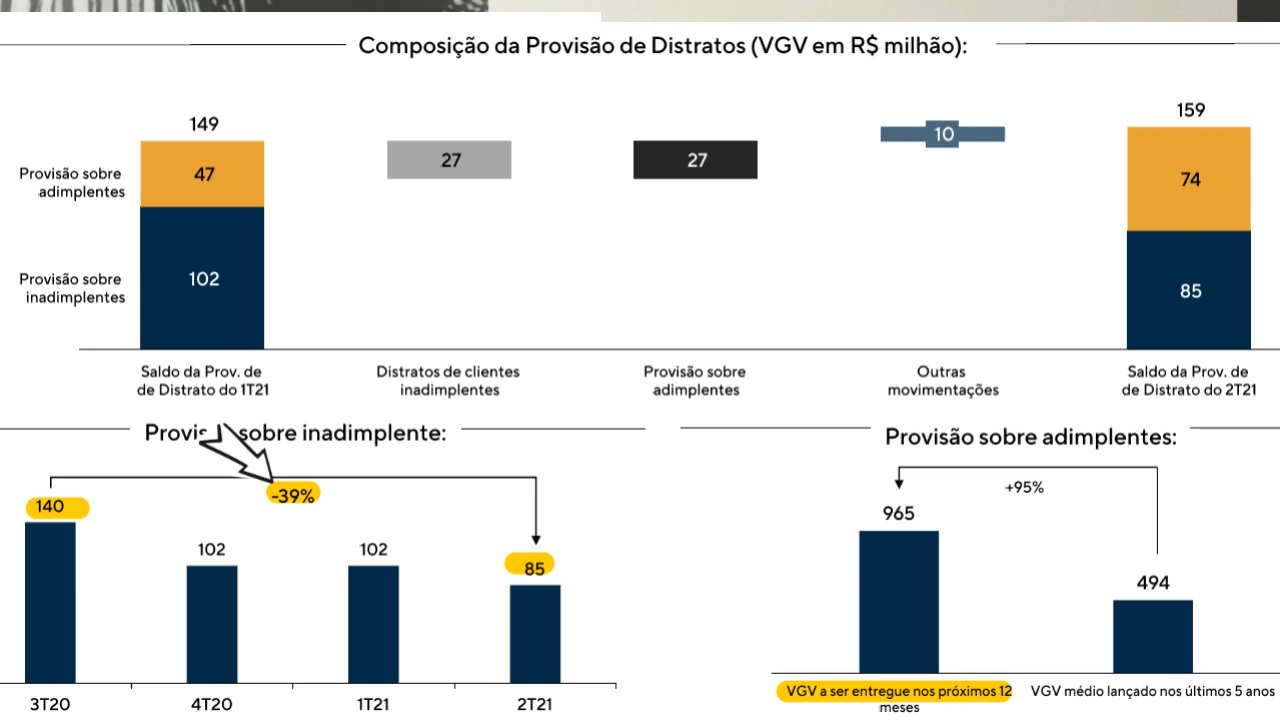 Composição da Provisão de Distratos (VGV em R$ milhão):
149
159
Provisão sobre
adimplentes
47
27
27
10
74
Provisão sobre
inadimplentes
102
85
Saldo da Prov. de
de Distrato do 1T21
Distratos de clientes
inadimplentes
Provisão sobre
adimplentes
Outras
movimentações
Saldo da Prov. de
de Distrato do 2T21
sobre inadimplente:
-39%
140
102
102
85
3T20
4T20
1T21
2T21
Provisão sobre adimplentes:
+95%
965
494
VGV a ser entregue nos próximos 12
meses
VGV médio lançado nos últimos 5 anos